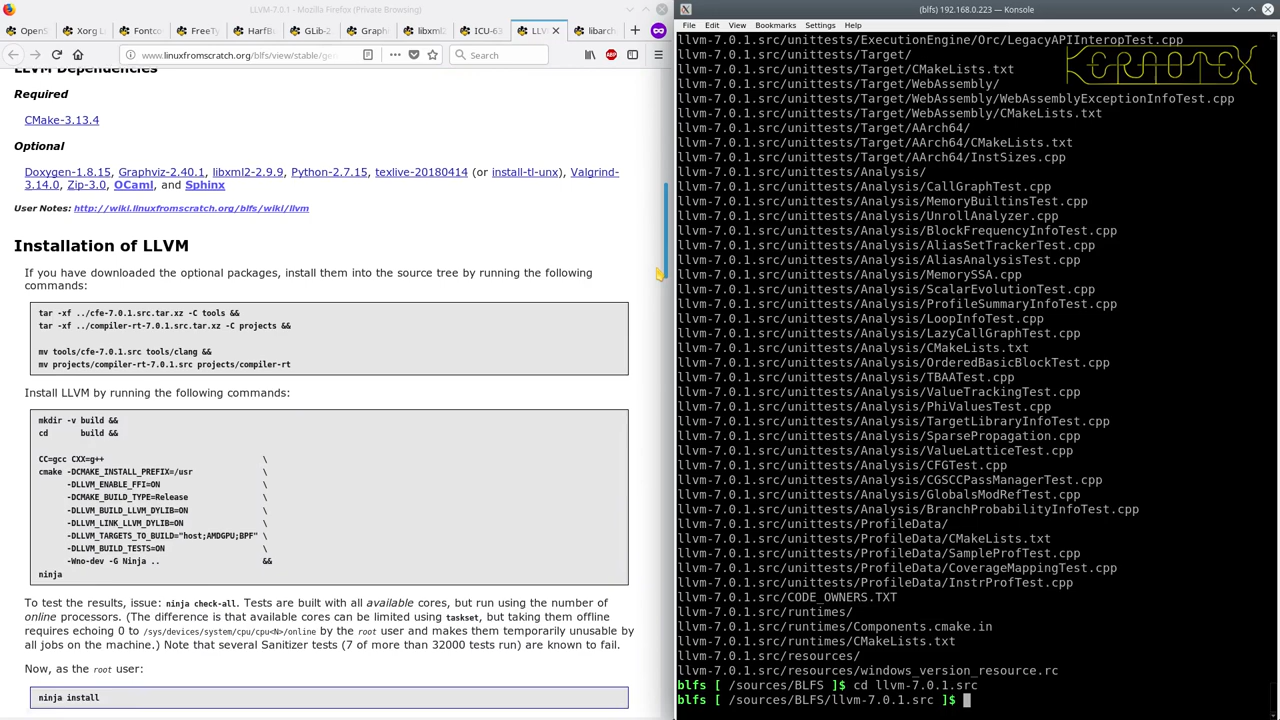 LLVM-7.0.1 - Mozilla Firefox (Private Browsing)
OpenS
Xorg L
Fontco
FreeTy
HarfB
GLib-2
Graph
libxml
ICU-63
LLV
libarch
www.linuxfromscratch.org/blfs/view/stable/ge
Search
LLVM Dependencies
Required
CMake-3.13.4
Optional
Doxygen-1.8.15, Graphviz-2.40.1, libxml2-2.9.9, Python-2.7.15, texlive-20180414 (or install-tl-unx), Valgrind-
3.14.0, Zip-3.0, OCaml, and Sphinx
User Notes: http://wiki.linuxfromscratch.org/blfs/wiki/llvm
Installation of LLVM
If you have downloaded the optional packages, install them into the source tree by running the following
commands:
tar -xf ../cfe-7.0.1.src.tar.xz -C tools &&
tar -xf ../compiler-rt-7.0.1.src.tar.xz -C projects &&
mv tools/cfe-7.0.1.src tools/clang &&
mv projects/compiler-rt-7.0.1.src projects/compiler-rt
Install LLVM by running the following commands:
mkdir -v build &&
cd       build &&
CC=gcc CXX=g++                                  \
cmake -DCMAKE_INSTALL_PREFIX=/usr               \
      -DLLVM_ENABLE_FFI=ON                      \
      -DCMAKE_BUILD_TYPE=Release                \
      -DLLVM_BUILD_LLVM_DYLIB=ON                \
      -DLLVM_LINK_LLVM_DYLIB=ON                 \
      -DLLVM_TARGETS_TO_BUILD="host;AMDGPU;BPF" \
      -DLLVM_BUILD_TESTS=ON                     \
      -Wno-dev -G Ninja ..                      &&
ninja
To test the results, issue: ninja check-all. Tests are built with all available cores, but run using the number of
online processors. (The difference is that available cores can be limited using taskset, but taking them offline
requires echoing 0 to /sys/devices/system/cpu/cpu<N>/online by the root user and makes them temporarily unusable by
all jobs on the machine.) Note that several Sanitizer tests (7 of more than 32000 tests run) are known to fail.
Now, as the root user:
ninja install
(blfs) 192.168.0.223 — Konsole
File Edit View Bookmarks Settings Help
llvm-7.0.1.src/unittests/ExecutionEngine/Orc/LegacyAPIInteropTest.cpp
llvm-7.0.1.src/unittests/Target/
llvm-7.0.1.src/unittests/Target/CMakeLists.txt
llvm-7.0.1.src/unittests/Target/WebAssembly/
llvm-7.0.1.src/unittests/Target/WebAssembly/WebAssemblyExceptionInfoTest.cpp
llvm-7.0.1.src/unittests/Target/WebAssembly/CMakeLists.txt
llvm-7.0.1.src/unittests/Target/AArch64/
llvm-7.0.1.src/unittests/Target/AArch64/CMakeLists.txt
llvm-7.0.1.src/unittests/Target/AArch64/InstSizes.cpp
llvm-7.0.1.src/unittests/Analysis/
llvm-7.0.1.src/unittests/Analysis/CallGraphTest.cpp
llvm-7.0.1.src/unittests/Analysis/MemoryBuiltinsTest.cpp
llvm-7.0.1.src/unittests/Analysis/UnrollAnalyzer.cpp
llvm-7.0.1.src/unittests/Analysis/BlockFrequencyInfoTest.cpp
llvm-7.0.1.src/unittests/Analysis/AliasSetTrackerTest.cpp
llvm-7.0.1.src/unittests/Analysis/AliasAnalysisTest.cpp
llvm-7.0.1.src/unittests/Analysis/MemorySSA.cpp
llvm-7.0.1.src/unittests/Analysis/ScalarEvolutionTest.cpp
llvm-7.0.1.src/unittests/Analysis/ProfileSummaryInfoTest.cpp
llvm-7.0.1.src/unittests/Analysis/LoopInfoTest.cpp
llvm-7.0.1.src/unittests/Analysis/LazyCallGraphTest.cpp
llvm-7.0.1.src/unittests/Analysis/CMakeLists.txt
llvm-7.0.1.src/unittests/Analysis/OrderedBasicBlockTest.cpp
llvm-7.0.1.src/unittests/Analysis/TBAATest.cpp
llvm-7.0.1.src/unittests/Analysis/ValueTrackingTest.cpp
llvm-7.0.1.src/unittests/Analysis/PhiValuesTest.cpp
llvm-7.0.1.src/unittests/Analysis/TargetLibraryInfoTest.cpp
llvm-7.0.1.src/unittests/Analysis/SparsePropagation.cpp
llvm-7.0.1.src/unittests/Analysis/ValueLatticeTest.cpp
llvm-7.0.1.src/unittests/Analysis/CFGTest.cpp
llvm-7.0.1.src/unittests/Analysis/CGSCCPassManagerTest.cpp
llvm-7.0.1.src/unittests/Analysis/GlobalsModRefTest.cpp
llvm-7.0.1.src/unittests/Analysis/BranchProbabilityInfoTest.cpp
llvm-7.0.1.src/unittests/ProfileData/
llvm-7.0.1.src/unittests/ProfileData/CMakeLists.txt
llvm-7.0.1.src/unittests/ProfileData/SampleProfTest.cpp
llvm-7.0.1.src/unittests/ProfileData/CoverageMappingTest.cpp
llvm-7.0.1.src/unittests/ProfileData/InstrProfTest.cpp
llvm-7.0.1.src/CODE_OWNERS.TXT
llvm-7.0.1.src/runtimes/
llvm-7.0.1.src/runtimes/Components.cmake.in
llvm-7.0.1.src/runtimes/CMakeLists.txt
llvm-7.0.1.src/resources/
llvm-7.0.1.src/resources/windows_version_resource.rc
blfs [ /sources/BLFS ]$ cd llvm-7.0.1.src
blfs [ /sources/BLFS/llvm-7.0.1.src ]$